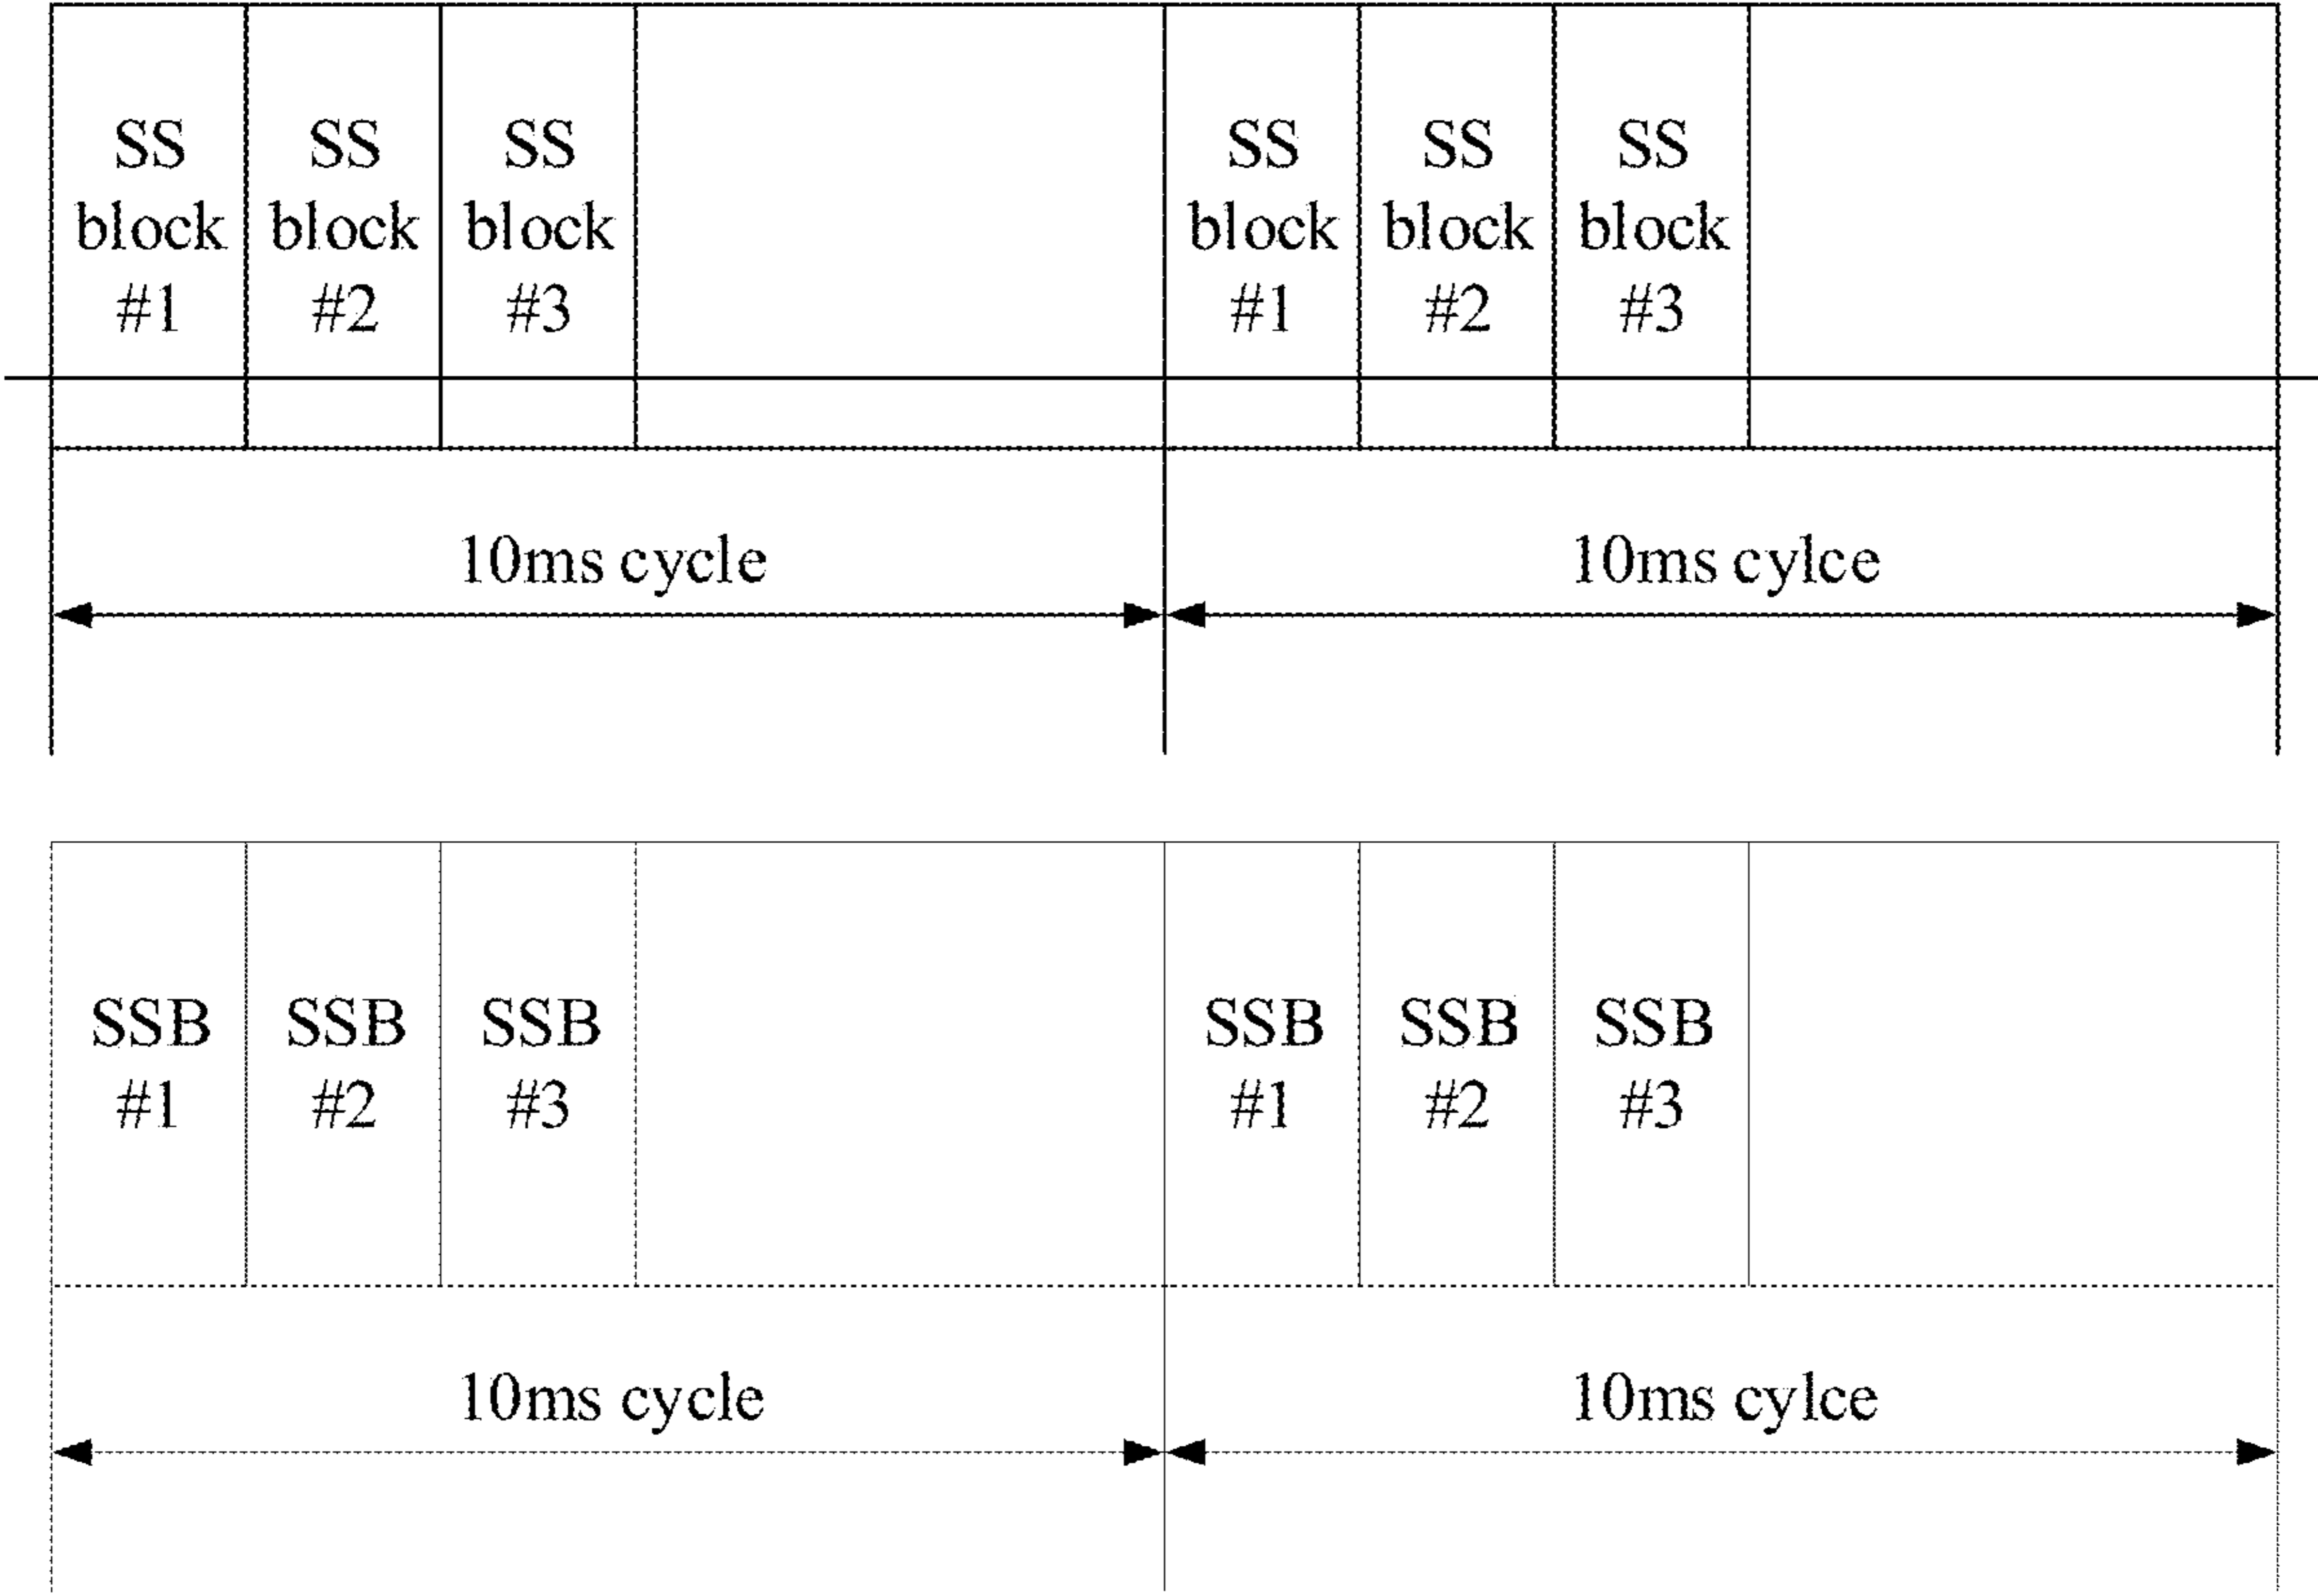 SS SS SS SS SS SS
block block block block block block
#1 #2 #3 #1 #2 #3
10ms cycle 10ms cylce
SSB SSB SSB SSB SSB SSB
#1 #2 #3 #1 #2 #3
10ms cycle 10ms cylce